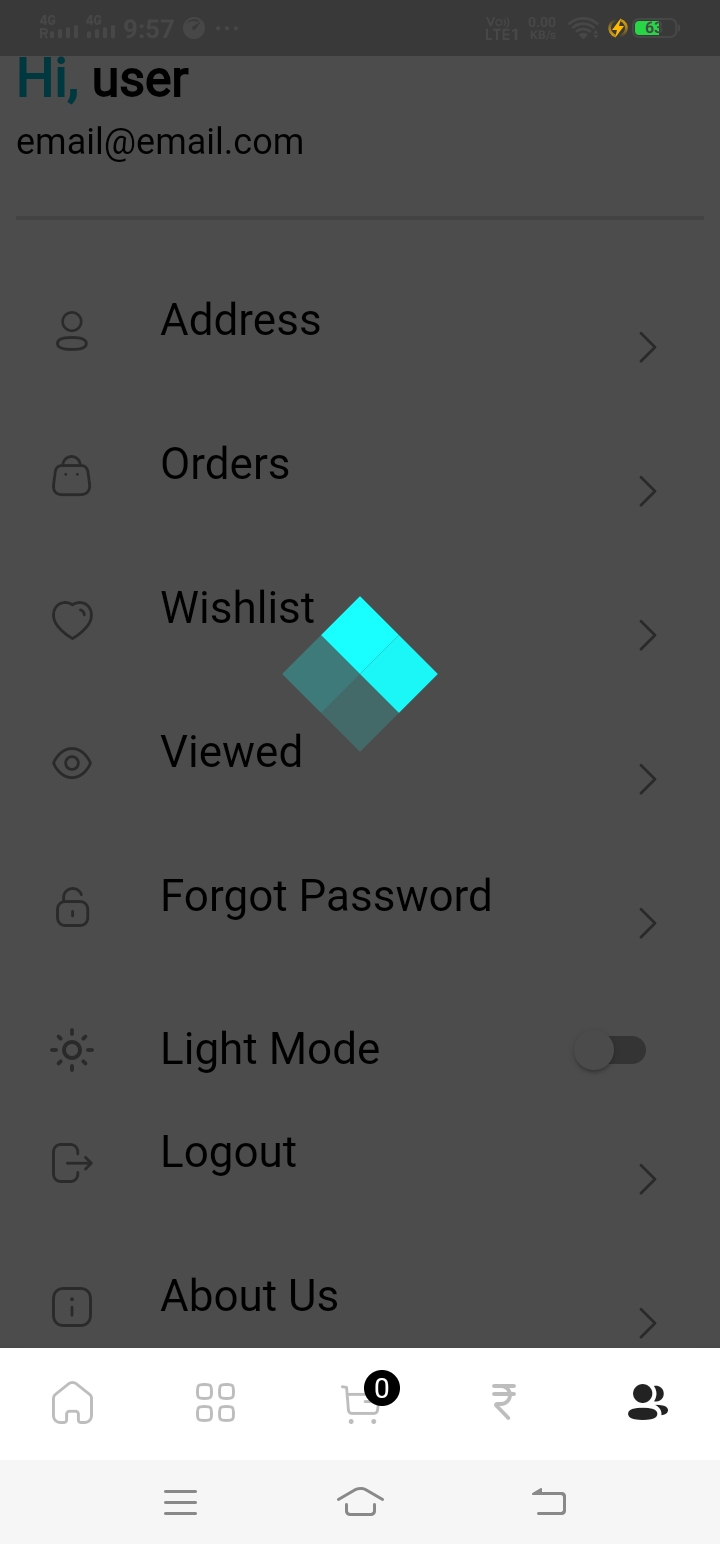 4G R 4G 9:57 ... Vo)) LTE1 0.00 KB/s 63
Hi, user
email@email.com
Address
Orders
Wishlist
Viewed
Forgot Password
Light Mode
Logout
About Us
0
₹